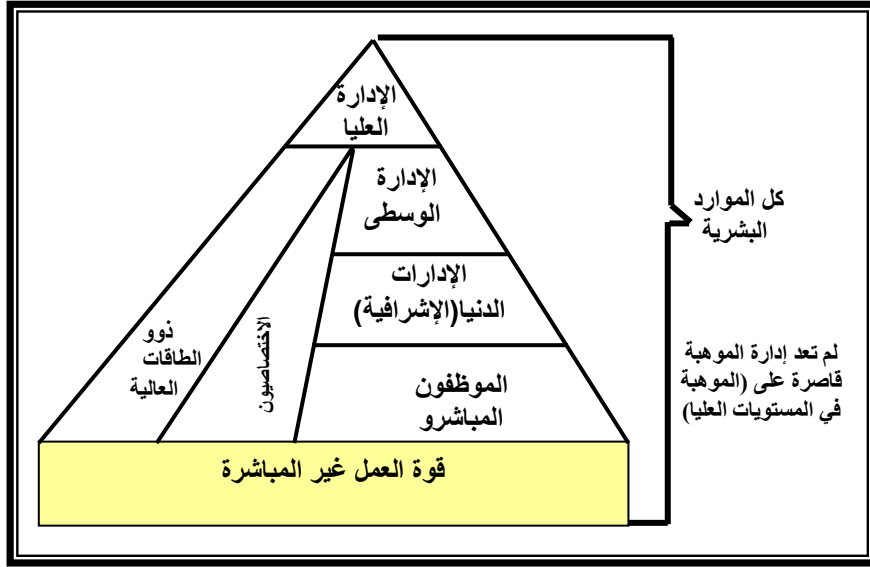 الإدارة
العليا
الإدارة
الوسطى
الإدارات
الدنيا(الإشرافية)
الموظفون
المباشرو
الاختصاصيون
ذوو
الطاقات
العالية
قوة العمل غير المباشرة
كل الموارد
البشرية
لم تعد إدارة الموهبة
قاصرة على (الموهبة
في المستويات العليا)